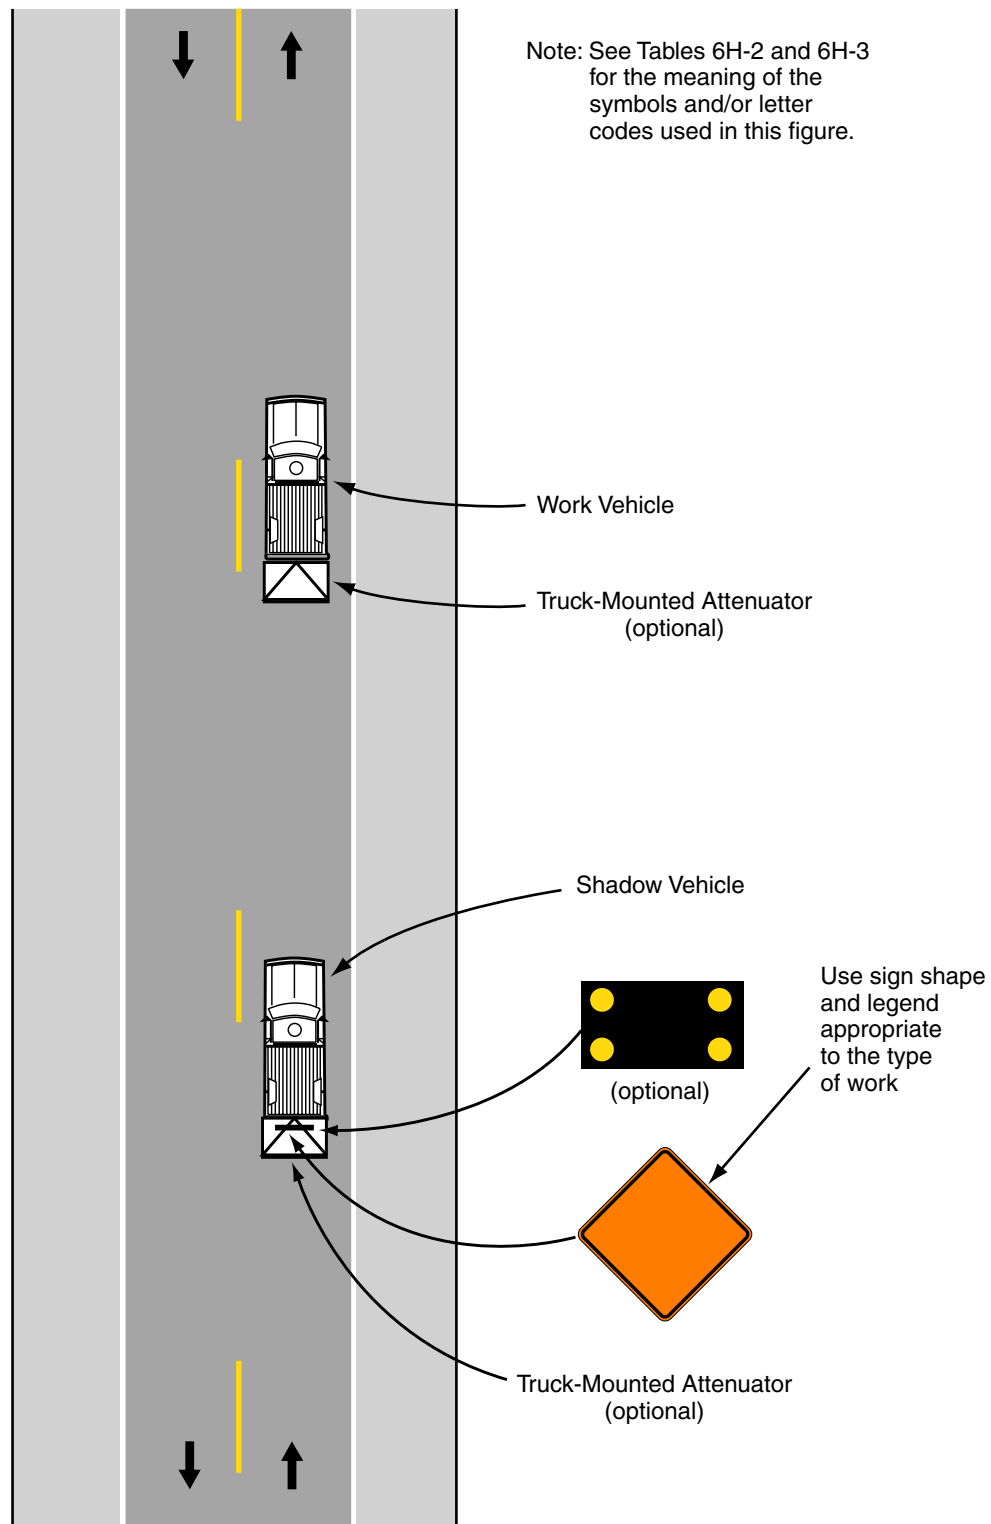 Note: See Tables 6H-2 and 6H-3
for the meaning of the
symbols and/or letter
codes used in this figure.
Work Vehicle
Truck-Mounted Attenuator
(optional)
Shadow Vehicle
Use sign shape
and legend
appropriate
to the type
of work
(optional)
Truck-Mounted Attenuator
(optional)